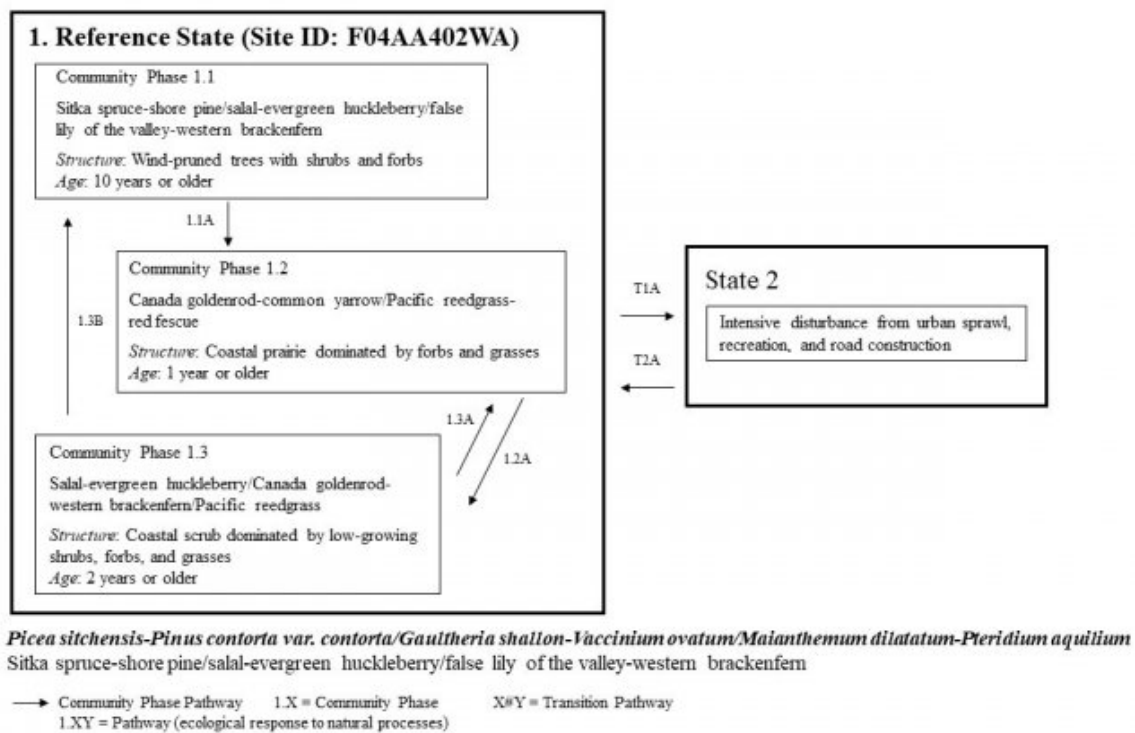 1. Reference State (Site ID: F04AA402WA)
Community Phase 1.1
Sitka spruce-shore pine/salal-evergreen huckleberry/false
lily of the valley-western brackenfern
Structure: Wind-pruned trees with shrubs and forbs
Age: 10 years or older
1.1A
Community Phase 1.2
Canada goldenrod-common yarrow/Pacific reedgrass-
red fescue
Structure: Coastal prairie dominated by forbs and grasses
Age: 1 year or older
1.3B
1.3A
1.2A
Community Phase 1.3
Salal-evergreen huckleberry/Canada goldenrod-
western brackenfern/Pacific reedgrass
Structure: Coastal scrub dominated by low-growing
shrubs, forbs, and grasses
Age: 2 years or older
T1A
T2A
State 2
Intensive disturbance from urban sprawl,
recreation, and road construction
Picea sitchensis-Pinus contorta var. contorta/Gaultheria shallon-Vaccinium ovatum/Maianthemum dilatatum-Pteridium aquilium
Sitka spruce-shore pine/salal-evergreen huckleberry/false lily of the valley-western brackenfern
Community Phase Pathway 1.X = Community Phase X#Y = Transition Pathway
1.XY = Pathway (ecological response to natural processes)